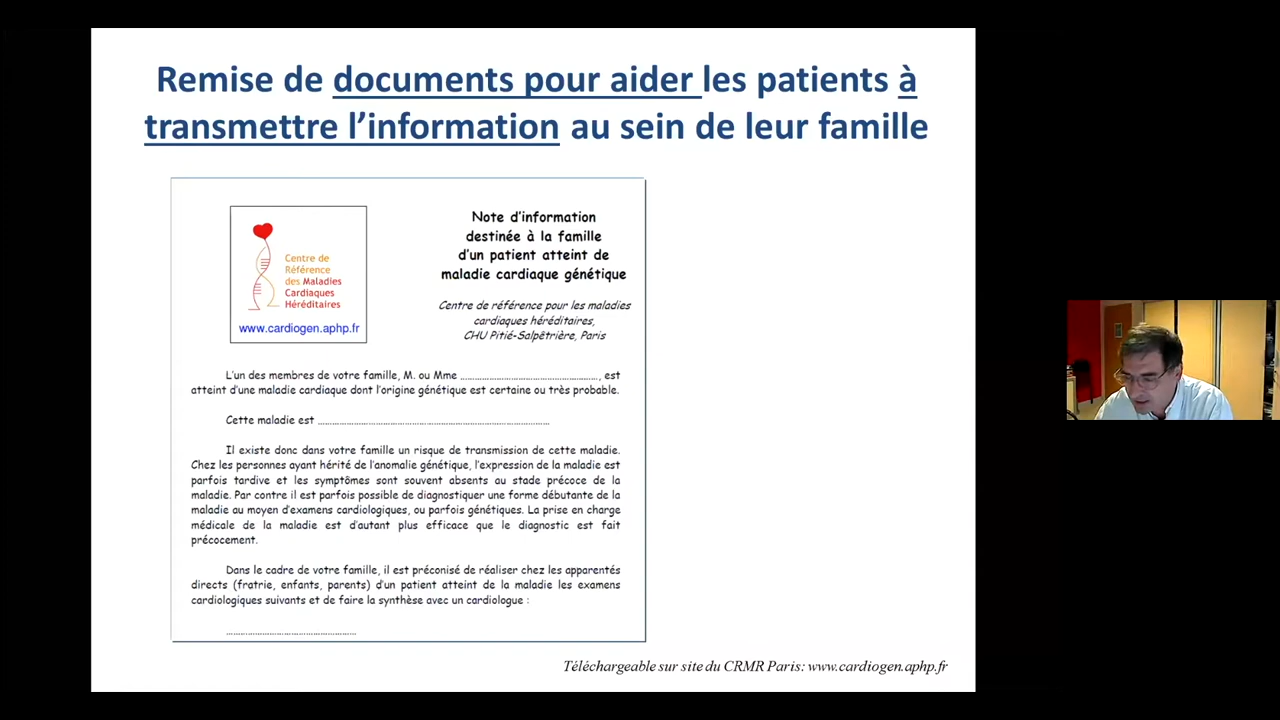 Remise de documents pour aider les patients à
transmettre l’information au sein de leur famille
Centre de
Référence
des Maladies
Cardiaques
Héréditaires
www.cardiogen.aphp.fr
Note d’information
destinée à la famille
d’un patient atteint de
maladie cardiaque génétique
Centre de référence pour les maladies
cardiaques héréditaires,
CHU Pitié-Salpêtrière, Paris
L’un des membres de votre famille, M. ou Mme ……………………………………………, est
atteint d’une maladie cardiaque dont l’origine génétique est certaine ou très probable.
Cette maladie est ……………………………………………………………………………
Il existe donc dans votre famille un risque de transmission de cette maladie.
Chez les personnes ayant hérité de l’anomalie génétique, l’expression de la maladie est
parfois tardive et les symptômes sont souvent absents au stade précoce de la
maladie. Par contre il est parfois possible de diagnostiquer une forme débutante de la
maladie au moyen d’examens cardiologiques, ou parfois génétiques. La prise en charge
médicale de la maladie est d’autant plus efficace que le diagnostic est fait
précocement.
Dans le cadre de votre famille, il est préconisé de réaliser chez les apparentés
directs (fratrie, enfants, parents) d’un patient atteint de la maladie les examens
cardiologiques suivants et de faire la synthèse avec un cardiologue :
…………………………………………
Téléchargeable sur site du CRMR Paris: www.cardiogen.aphp.fr